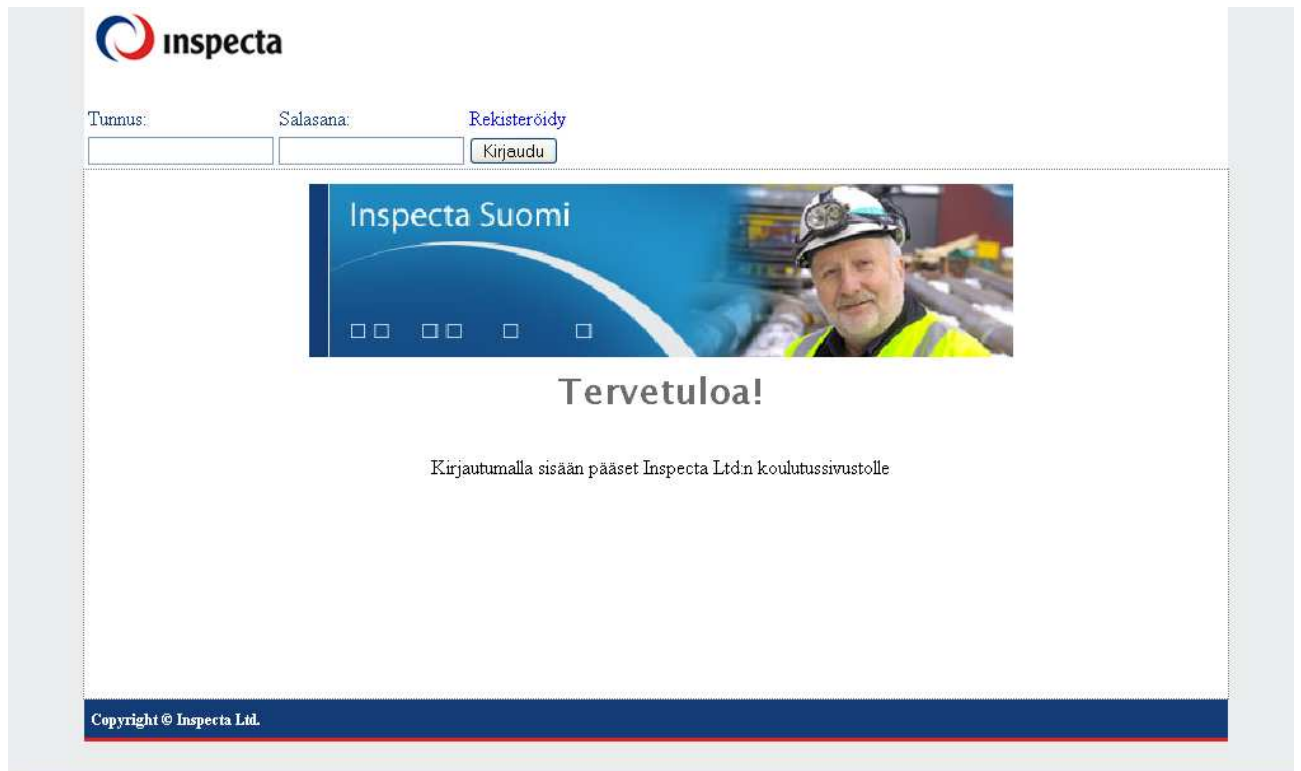 inspecta
Tunnus: Salasana: Rekisteröidy
Kirjaudu
Inspecta Suomi
Tervetuloa!
Kirjautumalla sisään pääset Inspecta Ltd:n koulutussivustolle
Copyright © Inspecta Ltd.